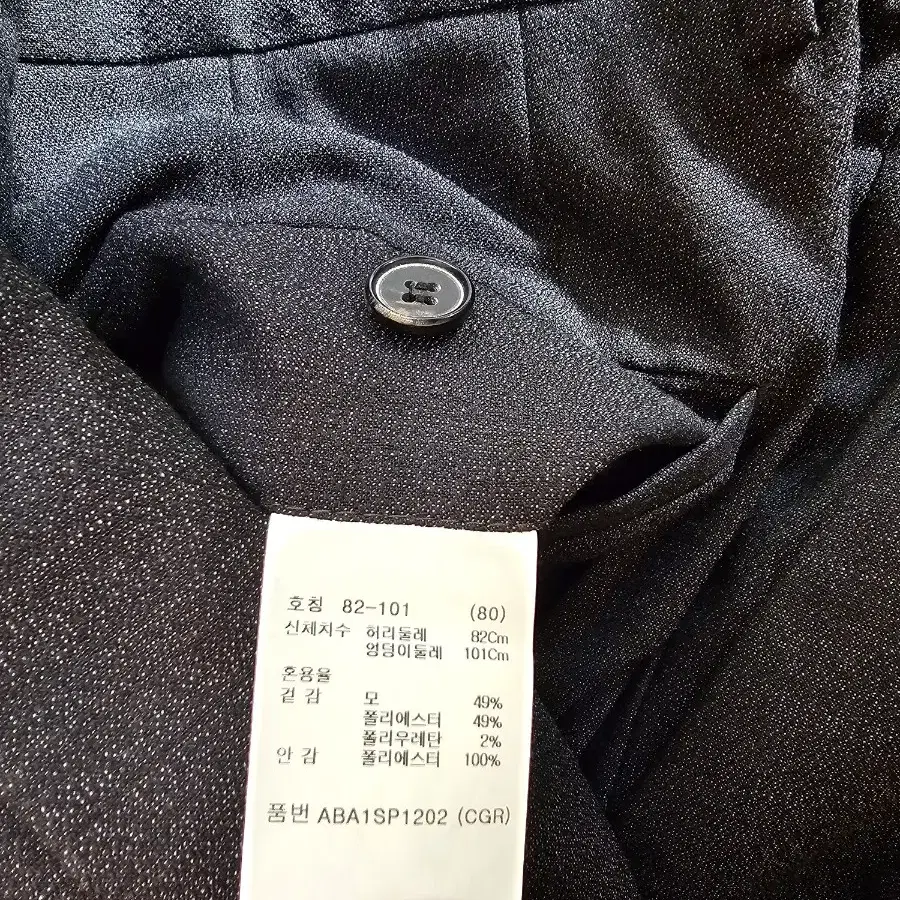 호칭 82-101 (80)
신체치수 허리둘레 82Cm
엉덩이둘레 101Cm
혼용율
겉감 모 49%
폴리에스터 49%
폴리우레탄 2%
안감 폴리에스터 100%
품번 ABA1SP1202 (CGR)